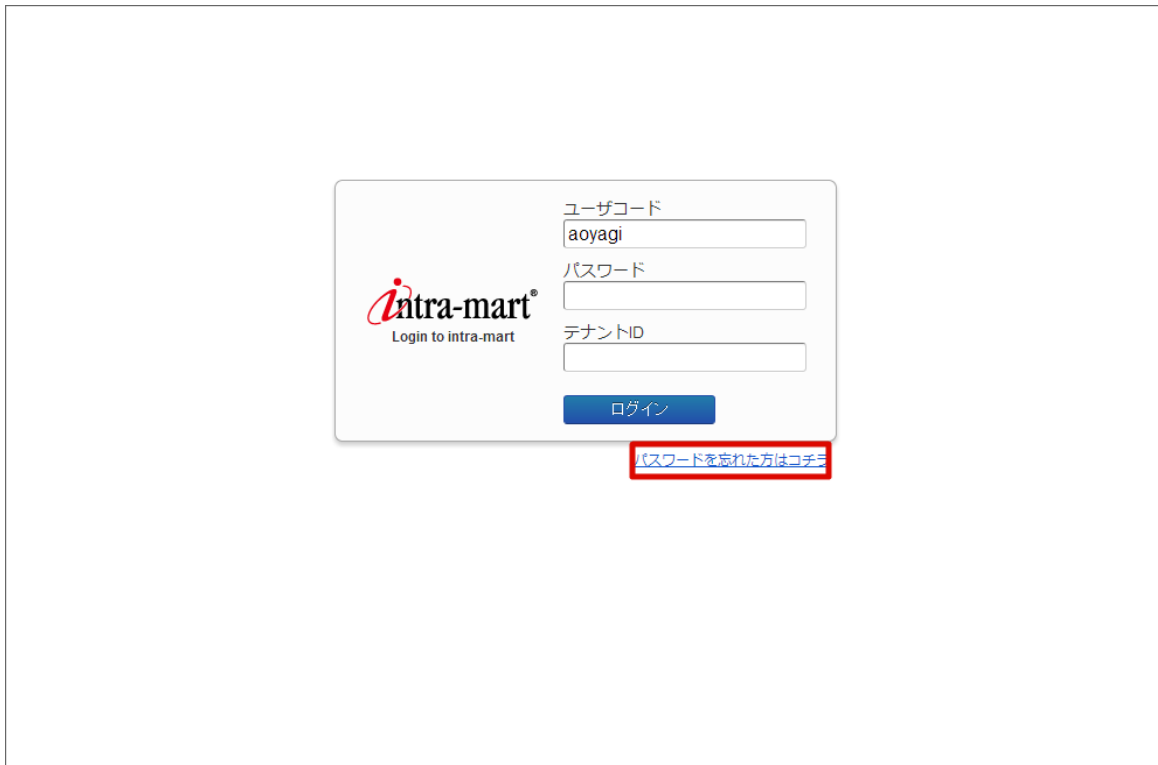 ユーザコード
aoyagi
パスワード
intra-mart®
Login to intra-mart
テナントID
ログイン
パスワードを忘れた方はコチラ